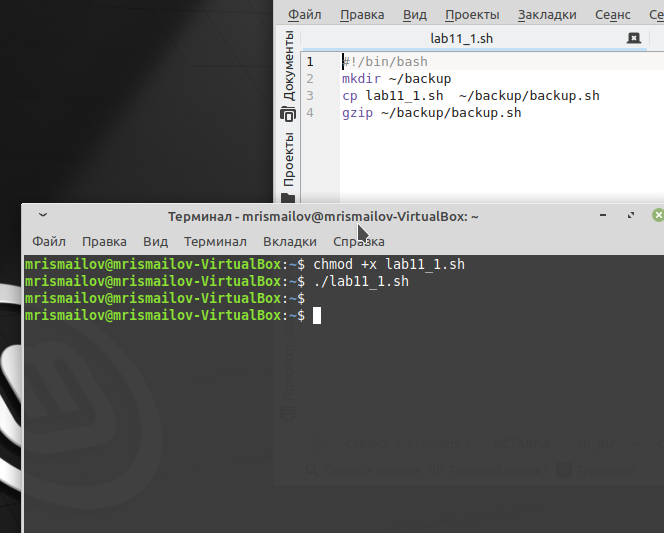 Файл Правка Вид Проекты Закладки Сеанс Се
lab11_1.sh
Документы
Проекты
1 #!/bin/bash
2 mkdir ~/backup
3 cp lab11_1.sh  ~/backup/backup.sh
4 gzip ~/backup/backup.sh
Терминал - mrismailov@mrismailov-VirtualBox: ~
Файл Правка Вид Терминал Вкладки Справка
mrismailov@mrismailov-VirtualBox:~$ chmod +x lab11_1.sh
mrismailov@mrismailov-VirtualBox:~$ ./lab11_1.sh
mrismailov@mrismailov-VirtualBox:~$
mrismailov@mrismailov-VirtualBox:~$